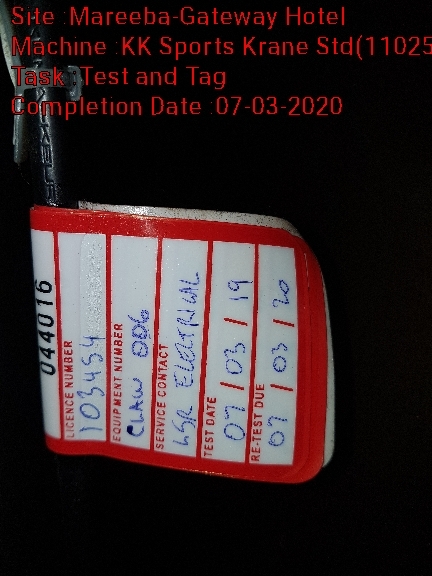 Site :Mareeba-Gateway Hotel
Machine :KK Sports Krane Std(11025
Task :Test and Tag
Completion Date :07-03-2020
044016
LICENCE NUMBER
103454
EQUIPMENT NUMBER
CLAW 006
SERVICE CONTACT
LSR ELECTRICAL
TEST DATE
07 / 03 / 19
RE-TEST DUE
07 / 03 / 20